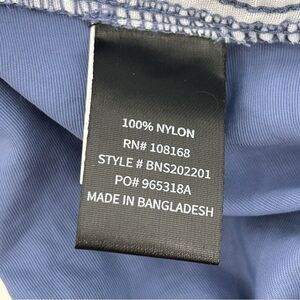 100% NYLON
RN# 108168
STYLE # BNS202201
PO# 965318A
MADE IN BANGLADESH